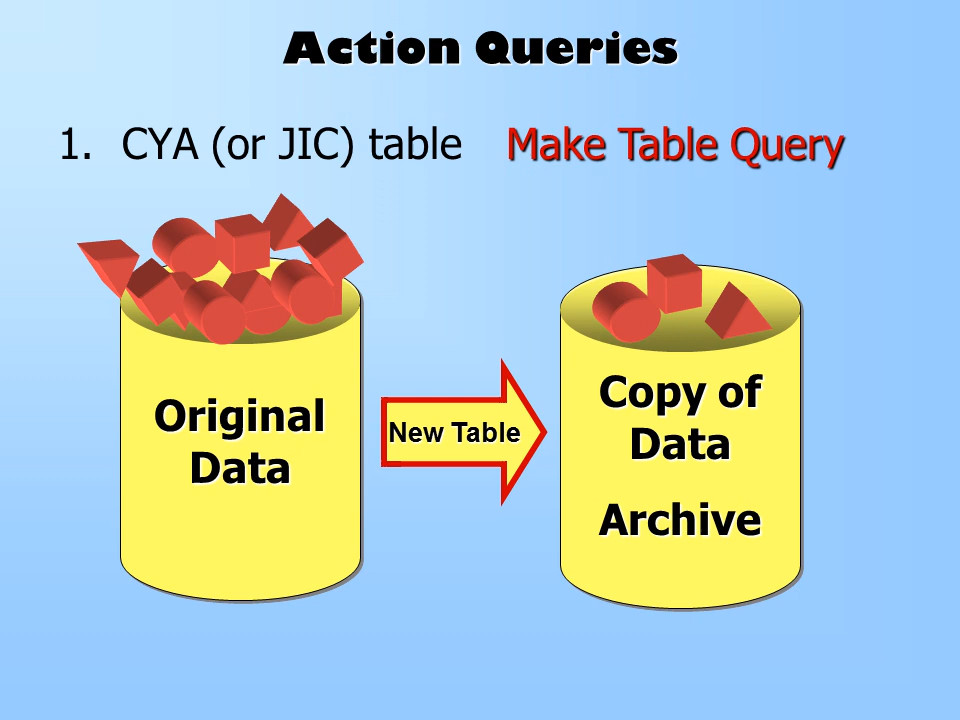 Action Queries
1. CYA (or JIC) table Make Table Query
Original
Data
New Table
Copy of
Data
Archive